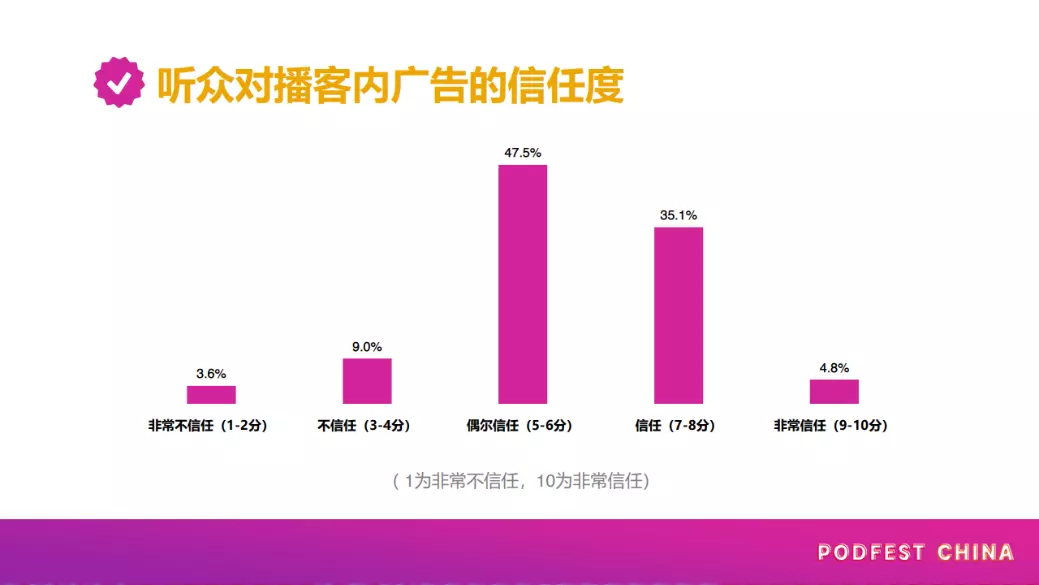 听众对播客内广告的信任度
47.5%
35.1%
9.0%
4.8%
3.6%
非常不信任（1-2分） 不信任（3-4分） 偶尔信任（5-6分） 信任（7-8分） 非常信任（9-10分）
( 1为非常不信任，10为非常信任)
PODFEST CHINA